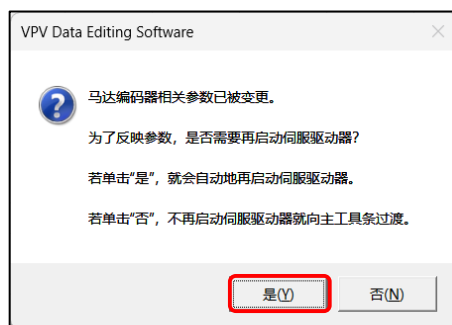 VPV Data Editing Software
马达编码器相关参数已被变更。
为了反映参数，是否需要再启动伺服驱动器？
若单击“是”，就会自动地再启动伺服驱动器。
若单击“否”，不再启动伺服驱动器就向主工具条过渡。
是(Y)
否(N)